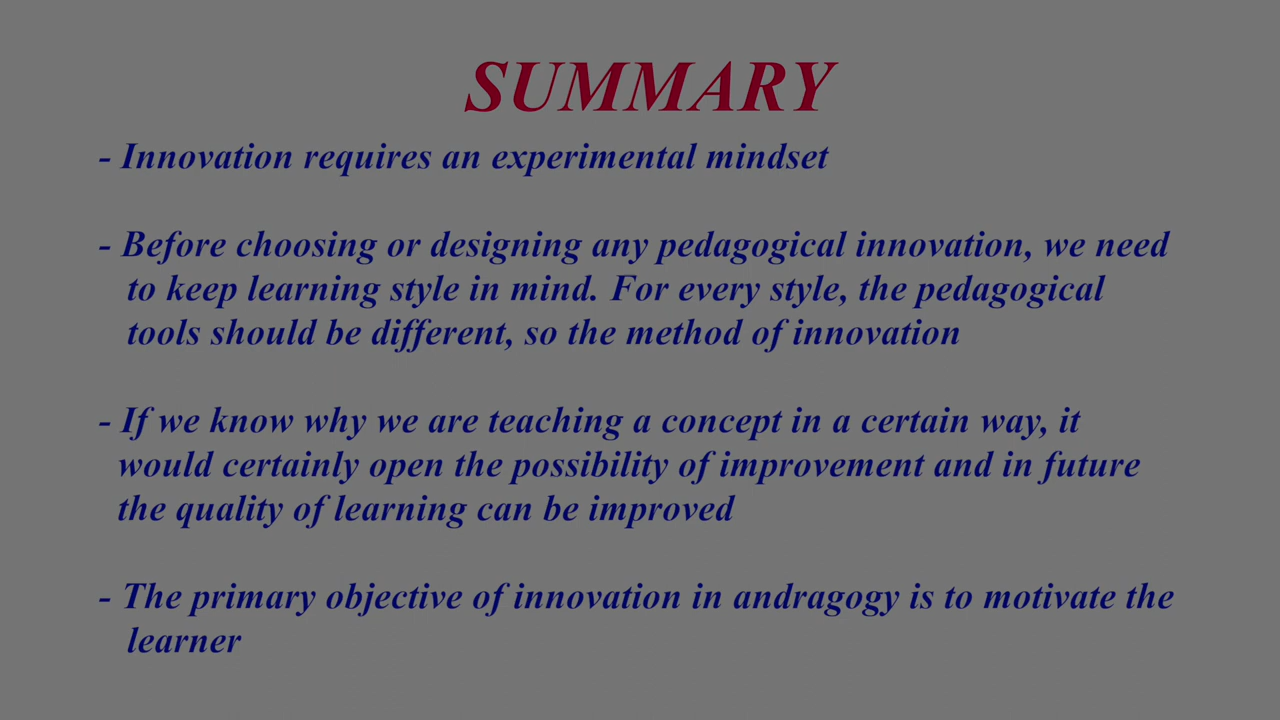 SUMMARY
- Innovation requires an experimental mindset
- Before choosing or designing any pedagogical innovation, we need
to keep learning style in mind. For every style, the pedagogical
tools should be different, so the method of innovation
- If we know why we are teaching a concept in a certain way, it
would certainly open the possibility of improvement and in future
the quality of learning can be improved
- The primary objective of innovation in andragogy is to motivate the
learner